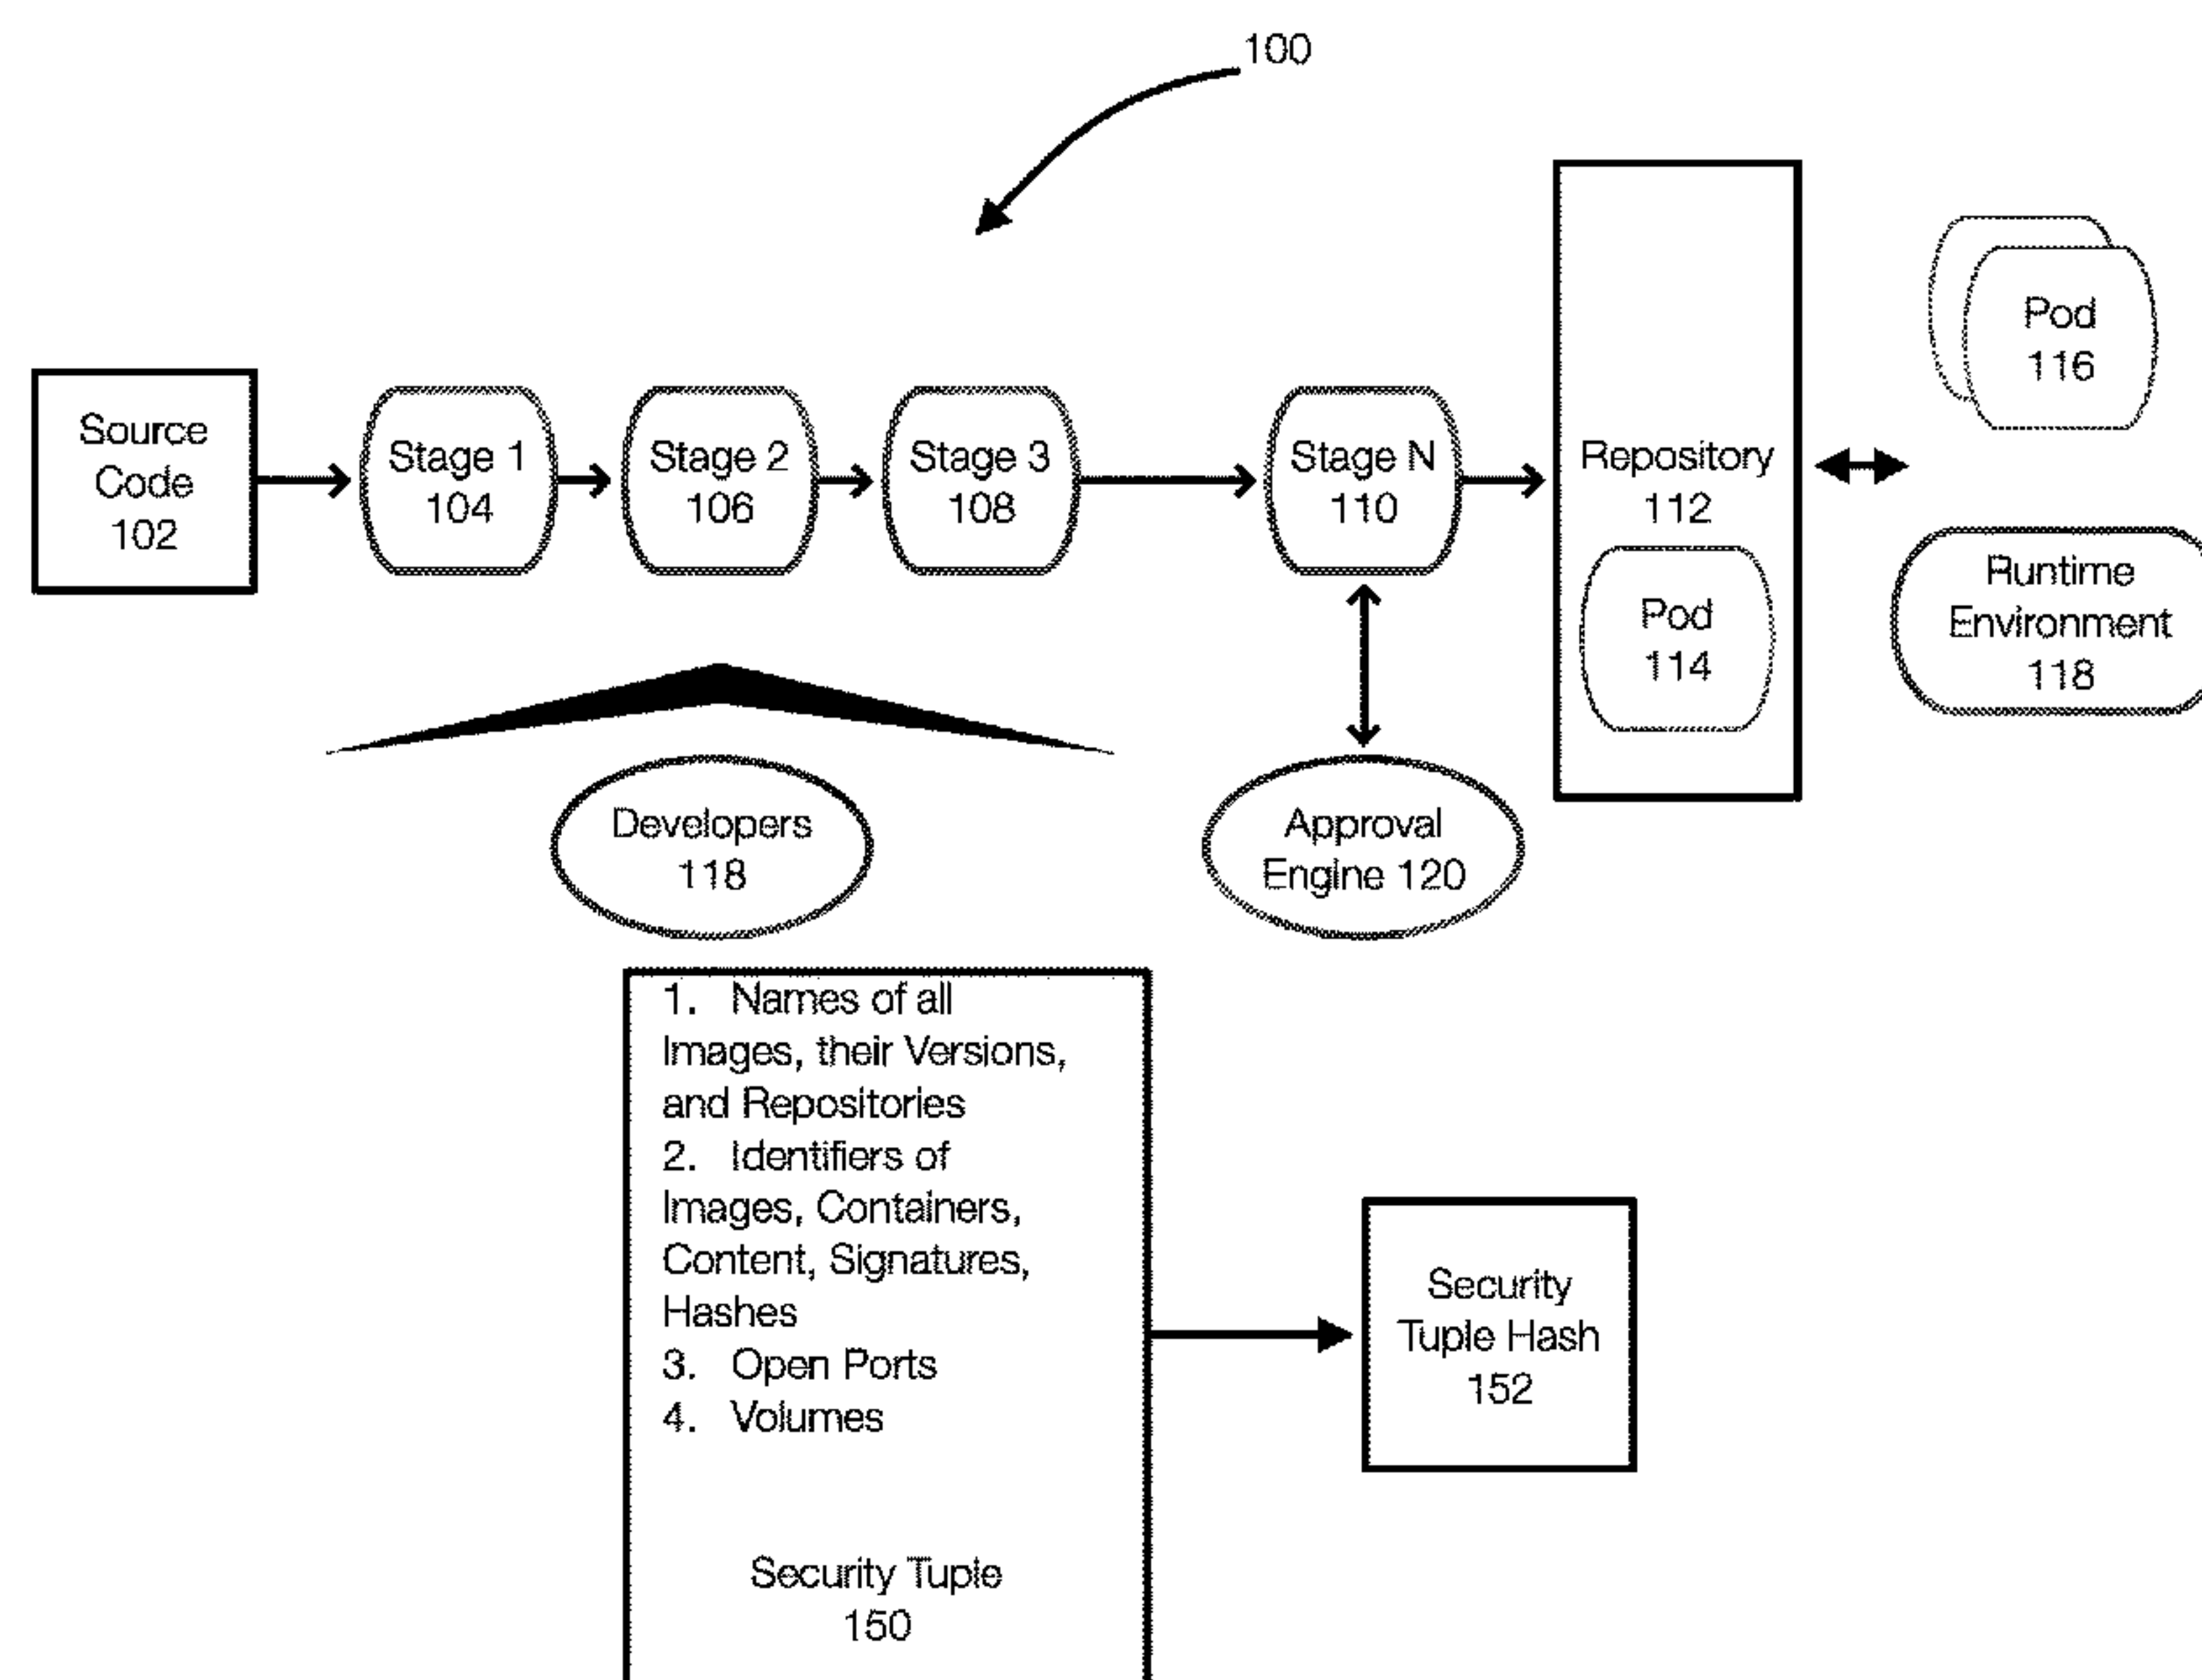 100
Source
Code
102
Stage 1
104
Stage 2
106
Stage 3
108
Stage N
110
Repository
112
Pod
114
Pod
116
Runtime
Environment
118
Developers
118
Approval
Engine 120
1. Names of all
Images, their Versions,
and Repositories
2. Identifiers of
Images, Containers,
Content, Signatures,
Hashes
3. Open Ports
4. Volumes
Security Tuple
150
Security
Tuple Hash
152